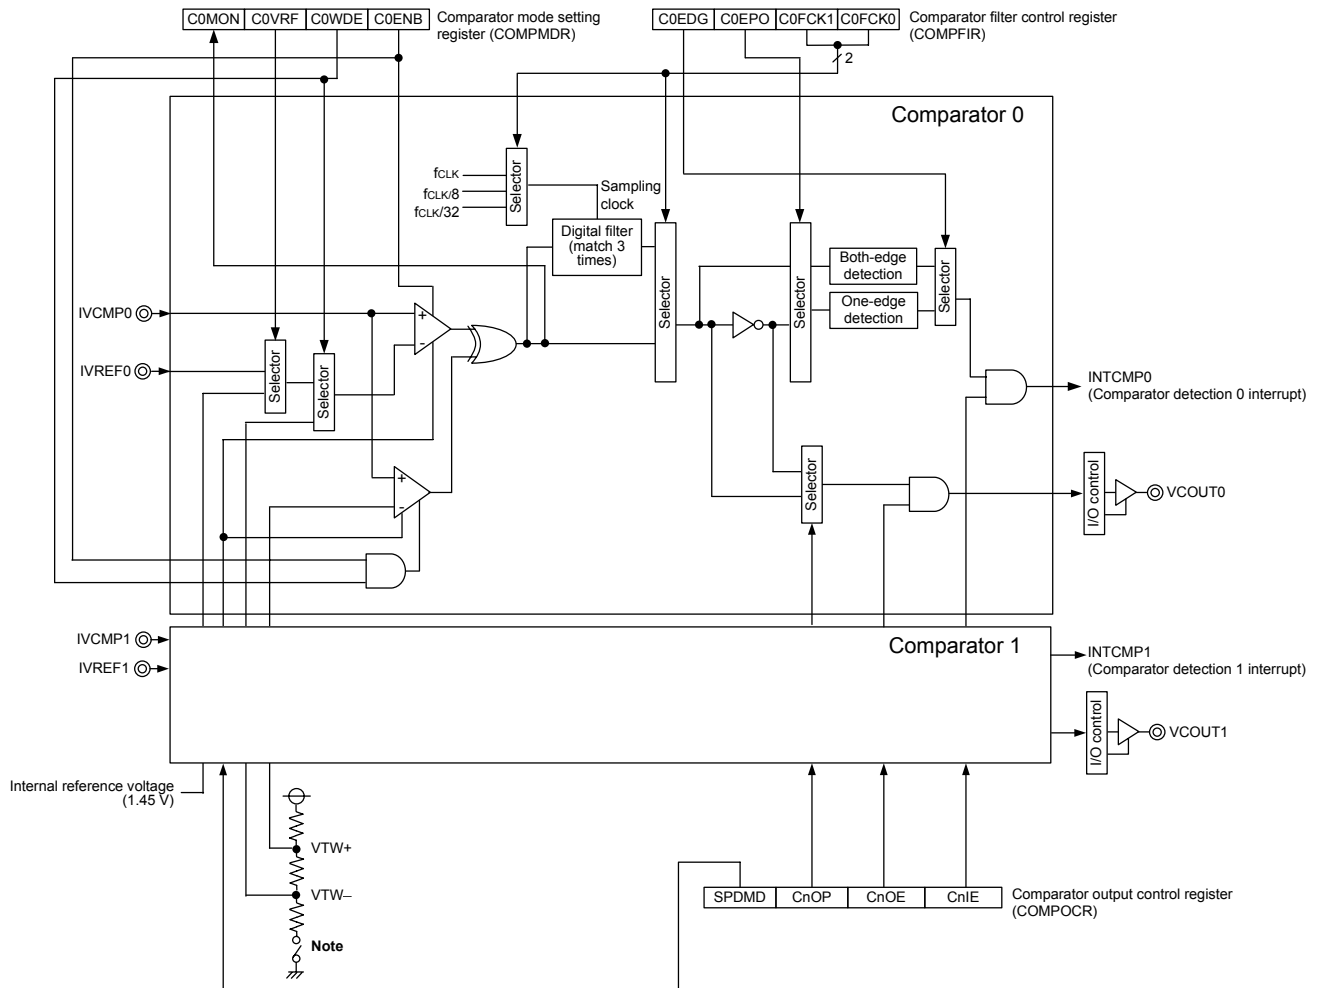 C0MON C0VRF C0WDE C0ENB
Comparator mode setting
register (COMPMDR)
C0EDG C0EPO C0FCK1 C0FCK0
Comparator filter control register
(COMPFIR)
2
Comparator 0
Selector
fCLK
fCLK/8
fCLK/32
Sampling
clock
Digital filter
(match 3
times)
Selector
Selector
Both-edge
detection
One-edge
detection
Selector
IVCMP0
+
-
IVREF0
Selector
Selector
INTCMP0
(Comparator detection 0 interrupt)
+
-
Selector
I/O control
VCOUT0
IVCMP1
IVREF1
Comparator 1
INTCMP1
(Comparator detection 1 interrupt)
I/O control
VCOUT1
Internal reference voltage
(1.45 V)
VTW+
VTW–
Note
SPDMD CnOP CnOE CnIE
Comparator output control register
(COMPOCR)